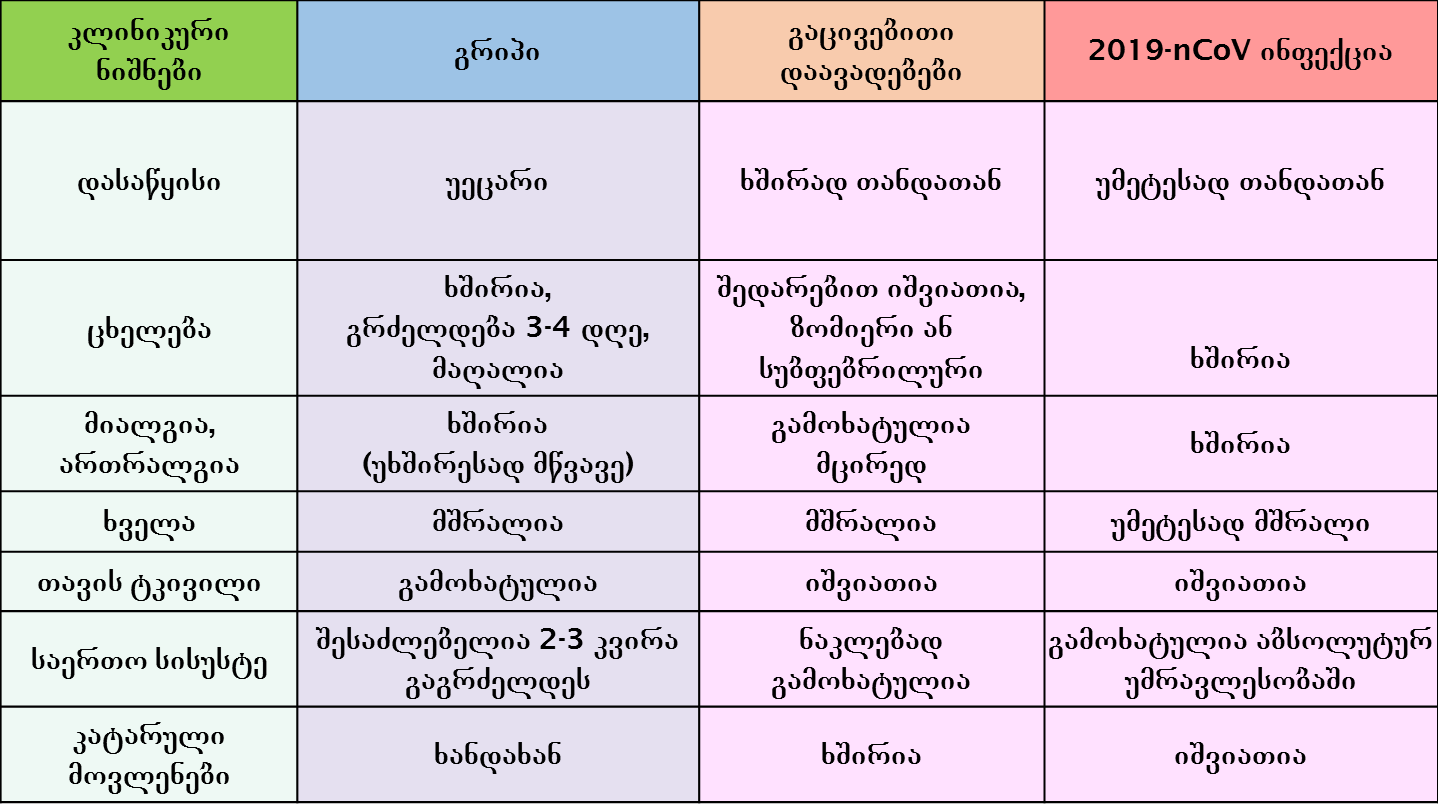 კლინიკური
ნიშნები
გრიპი
გაცივებითი
დაავადებები
2019-nCoV ინფექცია
დასაწყისი
უეცარი
ხშირად თანდათან
უმეტესად თანდათან
ცხელება
ხშირია,
გრძელდება 3-4 დღე,
მაღალია
შედარებით იშვიათია,
ზომიერი ან
სუბფებრილური
ხშირია
მიალგია,
ართრალგია
ხშირია
(უხშირესად მწვავე)
გამოხატულია
მცირედ
ხშირია
ხველა
მშრალია
მშრალია
უმეტესად მშრალი
თავის ტკივილი
გამოხატულია
იშვიათია
იშვიათია
საერთო სისუსტე
შესაძლებელია 2-3 კვირა
გაგრძელდეს
ნაკლებად
გამოხატულია
გამოხატულია აბსოლუტურ
უმრავლესობაში
კატარული
მოვლენები
ხანდახან
ხშირია
იშვიათია